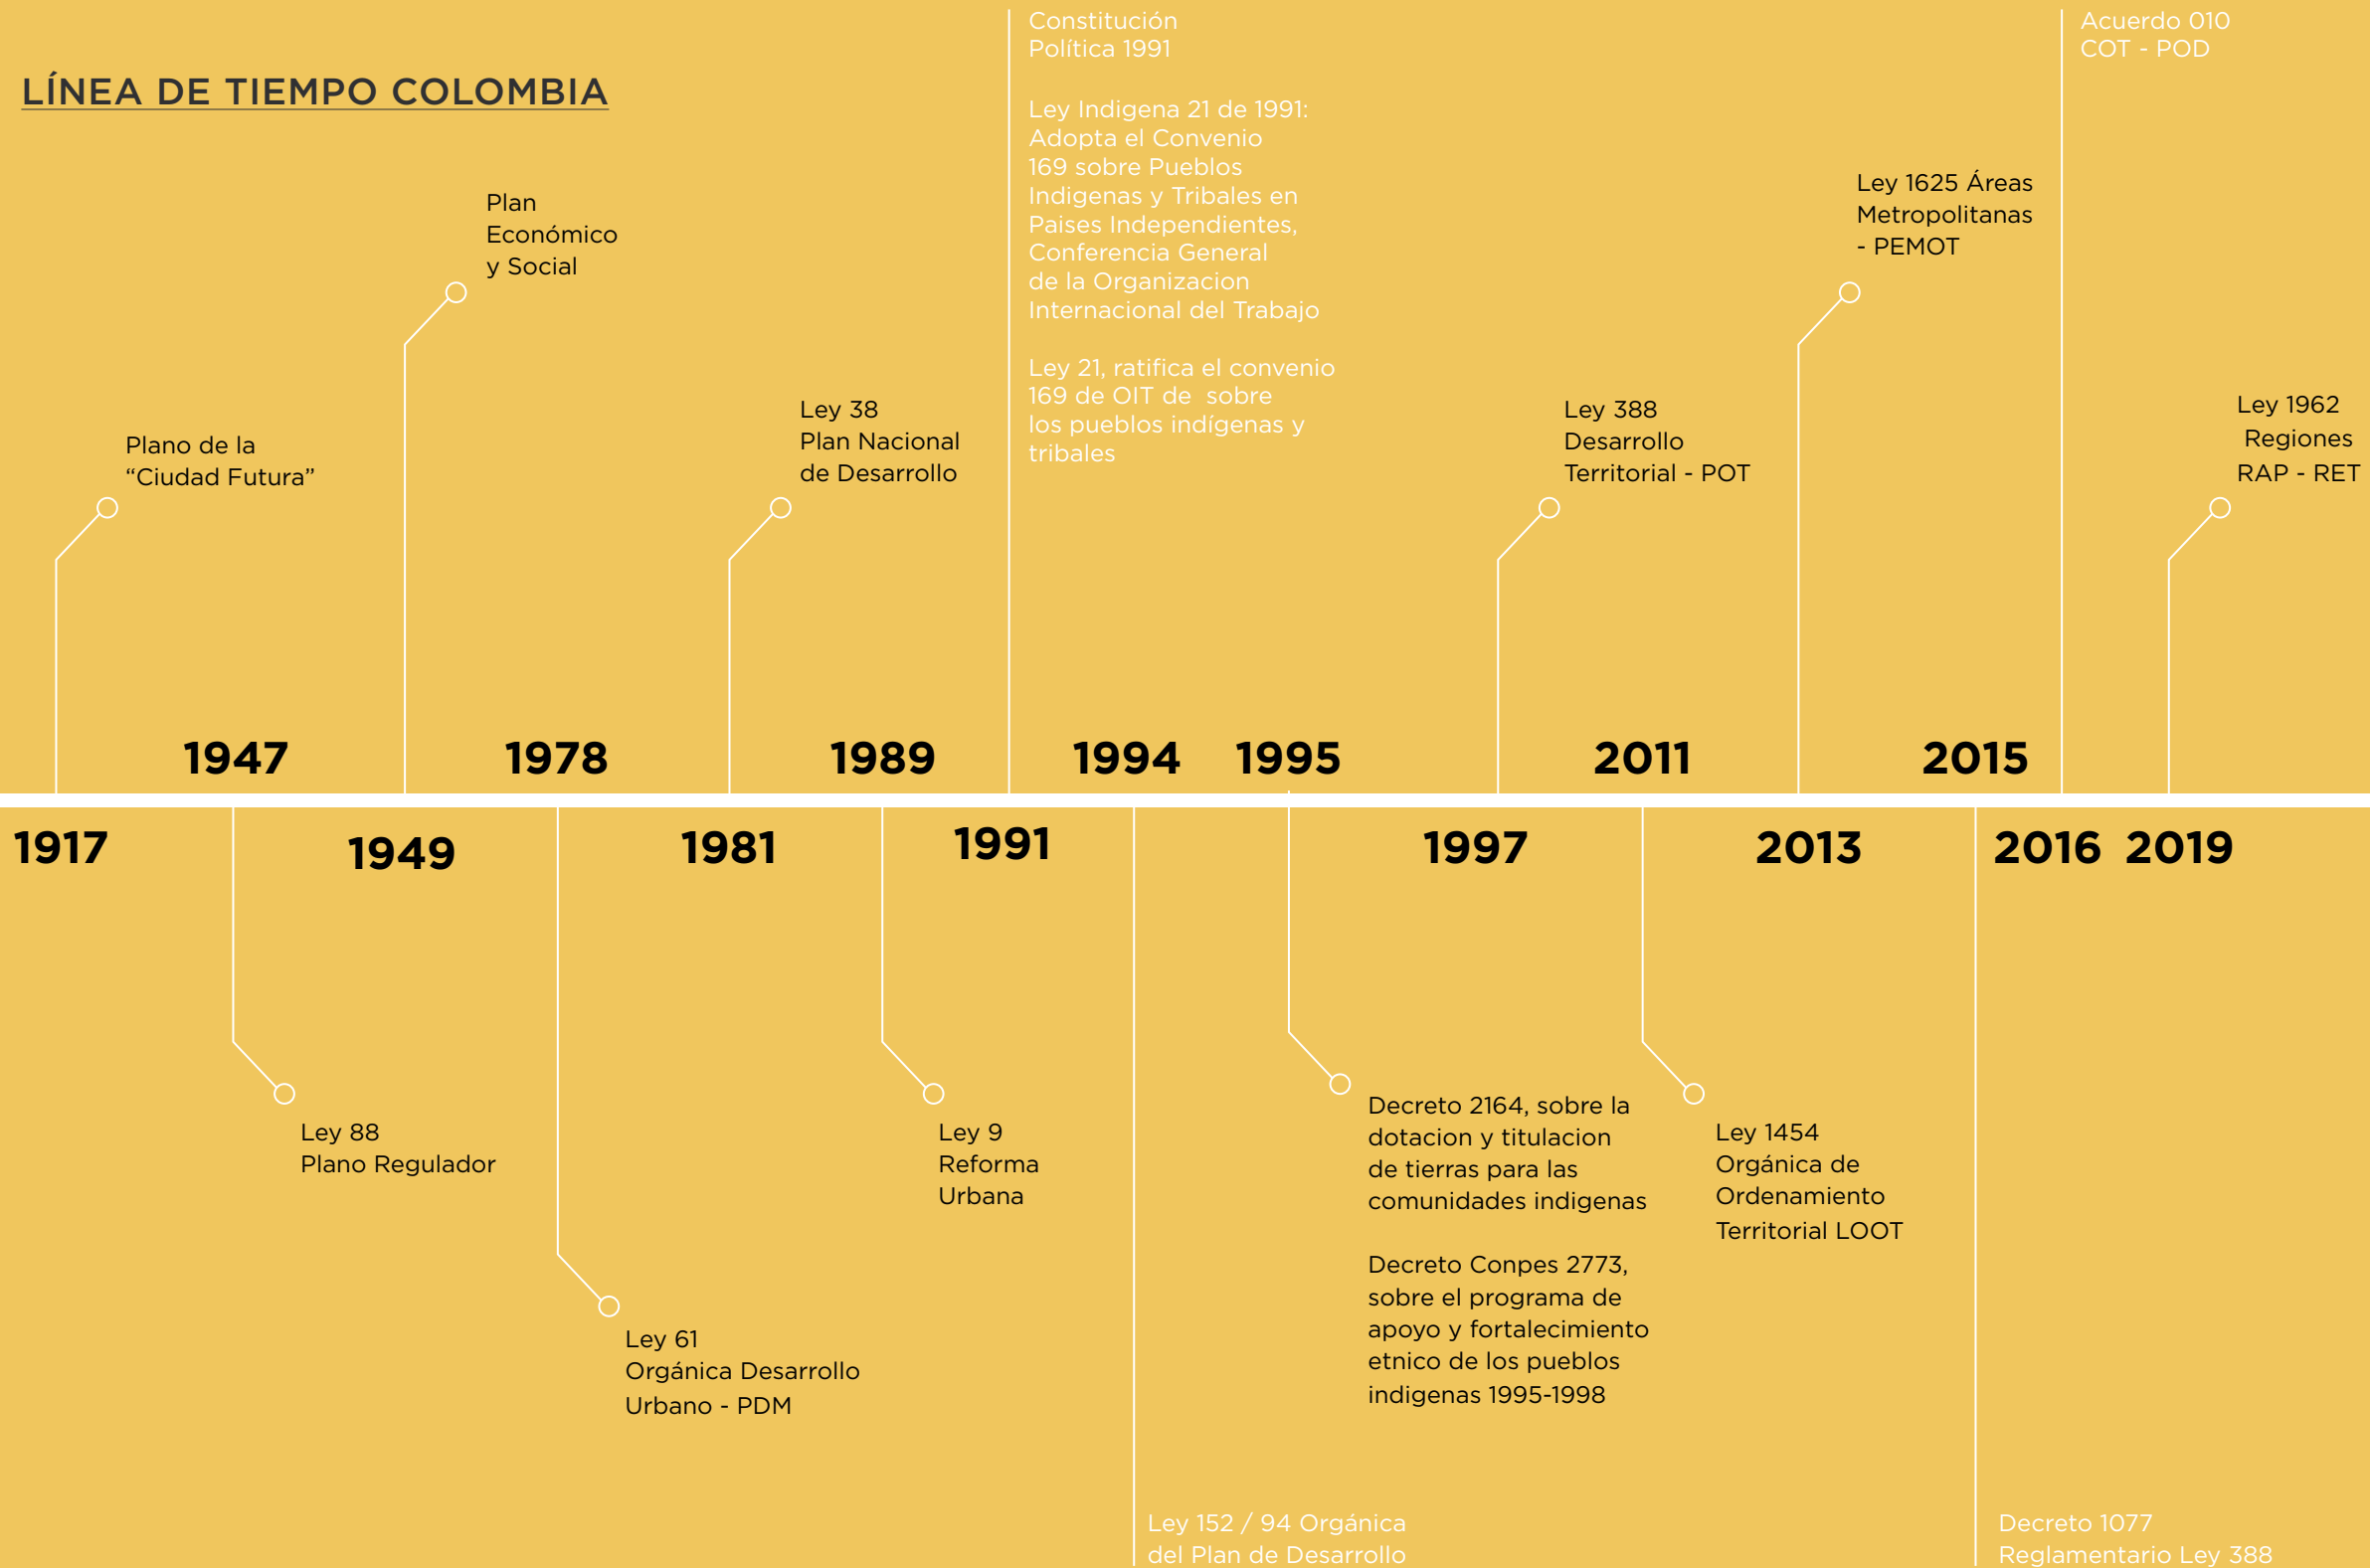 LÍNEA DE TIEMPO COLOMBIA
Constitución
Política 1991
Ley Indigena 21 de 1991:
Adopta el Convenio
169 sobre Pueblos
Indigenas y Tribales en
Paises Independientes,
Conferencia General
de la Organizacion
Internacional del Trabajo
Ley 21, ratifica el convenio
169 de OIT de  sobre
los pueblos indígenas y
tribales
Acuerdo 010
COT - POD
Plan
Económico
y Social
Ley 1625 Áreas
Metropolitanas
- PEMOT
Plano de la
“Ciudad Futura”
Ley 38
Plan Nacional
de Desarrollo
Ley 388
Desarrollo
Territorial - POT
Ley 1962
Regiones
RAP - RET
1947
1978
1989
1994
1995
2011
2015
1917
1949
1981
1991
1997
2013
2016
2019
Ley 88
Plano Regulador
Ley 61
Orgánica Desarrollo
Urbano - PDM
Ley 9
Reforma
Urbana
Decreto 2164, sobre la
dotacion y titulacion
de tierras para las
comunidades indigenas
Decreto Conpes 2773,
sobre el programa de
apoyo y fortalecimiento
etnico de los pueblos
indigenas 1995-1998
Ley 1454
Orgánica de
Ordenamiento
Territorial LOOT
Ley 152 / 94 Orgánica
del Plan de Desarrollo
Decreto 1077
Reglamentario Ley 388